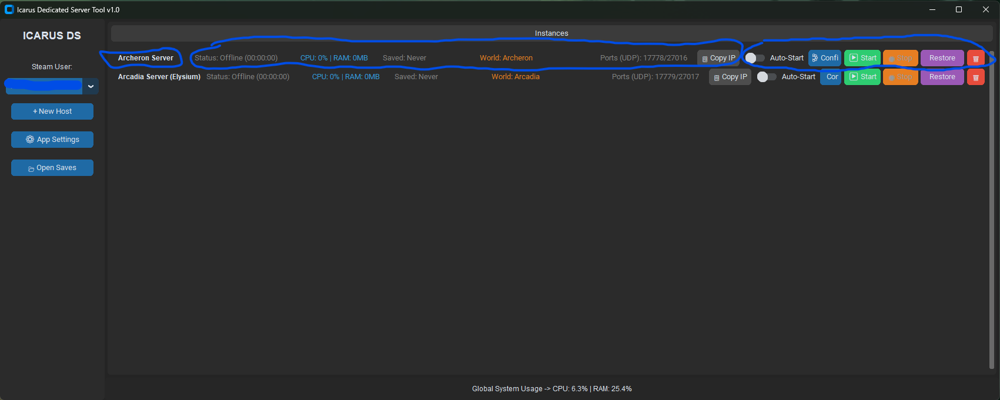 Icarus Dedicated Server Tool v1.0
ICARUS DS
Steam User:
+ New Host
App Settings
Open Saves
Instances
Archeron Server Status: Offline (00:00:00) CPU: 0% | RAM: 0MB Saved: Never World: Archeron Ports (UDP): 17778/27016 Copy IP Auto-Start Confi Start Stop Restore
Arcadia Server (Elysium) Status: Offline (00:00:00) CPU: 0% | RAM: 0MB Saved: Never World: Arcadia Ports (UDP): 17779/27017 Copy IP Auto-Start Cor Start Stop Restore
Global System Usage -> CPU: 6.3% | RAM: 25.4%